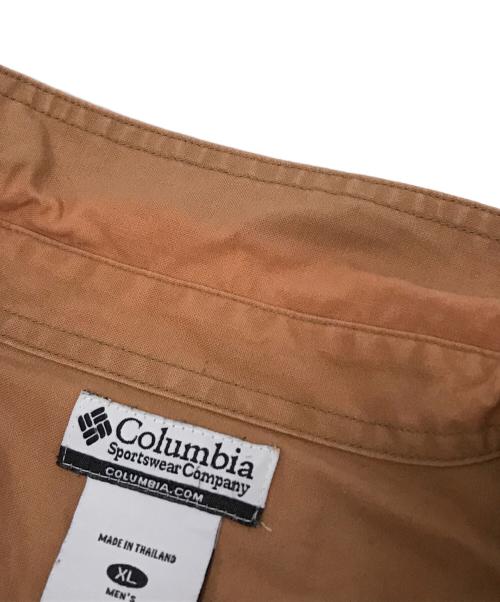 Columbia
Sportswear Company
COLUMBIA.COM
MADE IN THAILAND
XL
MEN'S